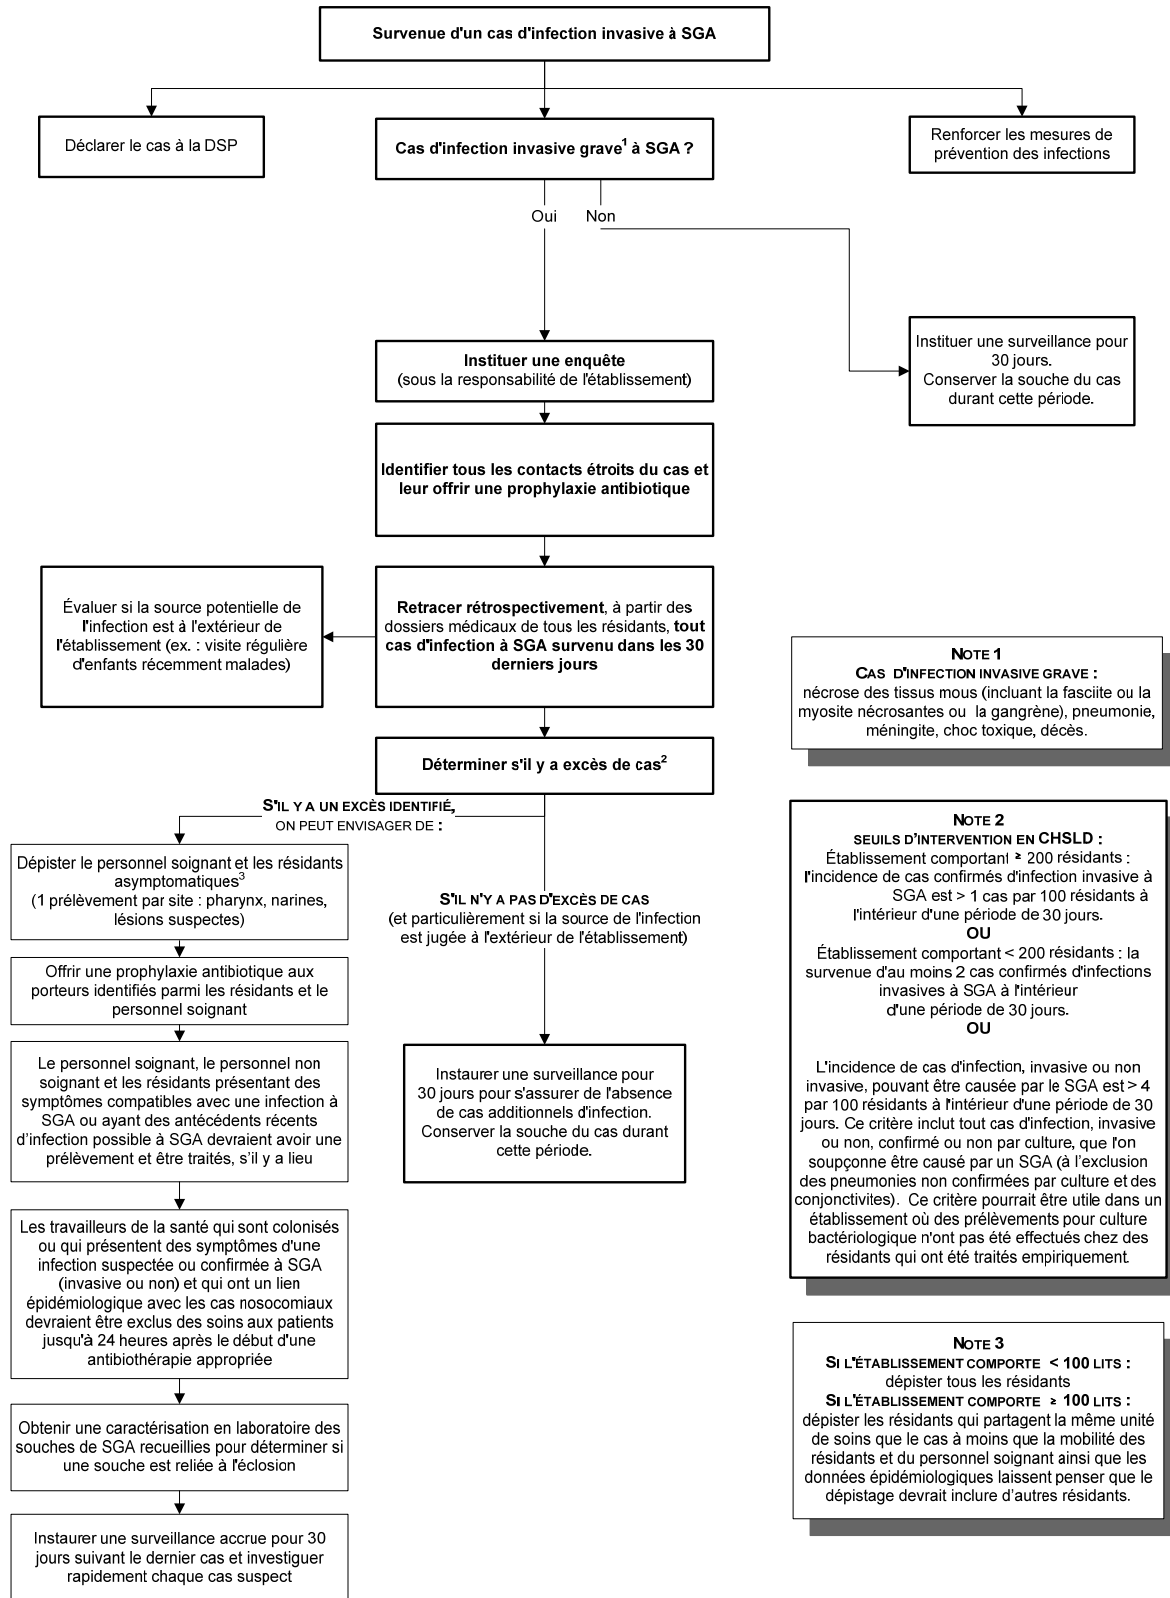 Survenue d'un cas d'infection invasive à SGA
Déclarer le cas à la DSP
Cas d'infection invasive grave1 à SGA ?
Renforcer les mesures de
prévention des infections
Oui
Non
Instituer une surveillance pour
30 jours.
Conserver la souche du cas
durant cette période.
Instituer une enquête
(sous la responsabilité de l'établissement)
Identifier tous les contacts étroits du cas et
leur offrir une prophylaxie antibiotique
Évaluer si la source potentielle de
l'infection est à l'extérieur de
l'établissement (ex. : visite régulière
d'enfants récemment malades)
Retracer rétrospectivement, à partir des
dossiers médicaux de tous les résidants, tout
cas d'infection à SGA survenu dans les 30
derniers jours
Déterminer s'il y a excès de cas2
S'IL Y A UN EXCÈS IDENTIFIÉ,
ON PEUT ENVISAGER DE :
Dépister le personnel soignant et les résidants
asymptomatiques3
(1 prélèvement par site : pharynx, narines,
lésions suspectes)
Offrir une prophylaxie antibiotique aux
porteurs identifiés parmi les résidants et le
personnel soignant
Le personnel soignant, le personnel non
soignant et les résidants présentant des
symptômes compatibles avec une infection à
SGA ou ayant des antécédents récents
d'infection possible à SGA devraient avoir une
prélèvement et être traités, s'il y a lieu
Les travailleurs de la santé qui sont colonisés
ou qui présentent des symptômes d'une
infection suspectée ou confirmée à SGA
(invasive ou non) et qui ont un lien
épidémiologique avec les cas nosocomiaux
devraient être exclus des soins aux patients
jusqu'à 24 heures après le début d'une
antibiothérapie appropriée
Obtenir une caractérisation en laboratoire des
souches de SGA recueillies pour déterminer si
une souche est reliée à l'éclosion
Instaurer une surveillance accrue pour 30
jours suivant le dernier cas et investiguer
rapidement chaque cas suspect
S'IL N'Y A PAS D'EXCÈS DE CAS
(et particulièrement si la source de l'infection
est jugée à l'extérieur de l'établissement)
Instaurer une surveillance pour
30 jours pour s'assurer de l'absence
de cas additionnels d'infection.
Conserver la souche du cas durant
cette période.
NOTE 1
CAS D'INFECTION INVASIVE GRAVE :
nécrose des tissus mous (incluant la fasciite ou la
myosite nécrosantes ou la gangrène), pneumonie,
méningite, choc toxique, décès.
NOTE 2
SEUILS D'INTERVENTION EN CHSLD :
Établissement comportant ≥ 200 résidants :
l'incidence de cas confirmés d'infection invasive à
SGA est > 1 cas par 100 résidants à
l'intérieur d'une période de 30 jours.
OU
Établissement comportant < 200 résidants : la
survenue d'au moins 2 cas confirmés d'infections
invasives à SGA à l'intérieur
d'une période de 30 jours.
OU
L'incidence de cas d'infection, invasive ou non
invasive, pouvant être causée par le SGA est > 4
par 100 résidants à l'intérieur d'une période de 30
jours. Ce critère inclut tout cas d'infection, invasive
ou non, confirmé ou non par culture, que l'on
soupçonne être causé par un SGA (à l'exclusion
des pneumonies non confirmées par culture et des
conjonctivites). Ce critère pourrait être utile dans un
établissement où des prélèvements pour culture
bactériologique n'ont pas été effectués chez des
résidants qui ont été traités empiriquement.
NOTE 3
SI L'ÉTABLISSEMENT COMPORTE < 100 LITS :
dépister tous les résidants
SI L'ÉTABLISSEMENT COMPORTE ≥ 100 LITS :
dépister les résidants qui partagent la même unité
de soins que le cas à moins que la mobilité des
résidants et du personnel soignant ainsi que les
données épidémiologiques laissent penser que le
dépistage devrait inclure d'autres résidants.